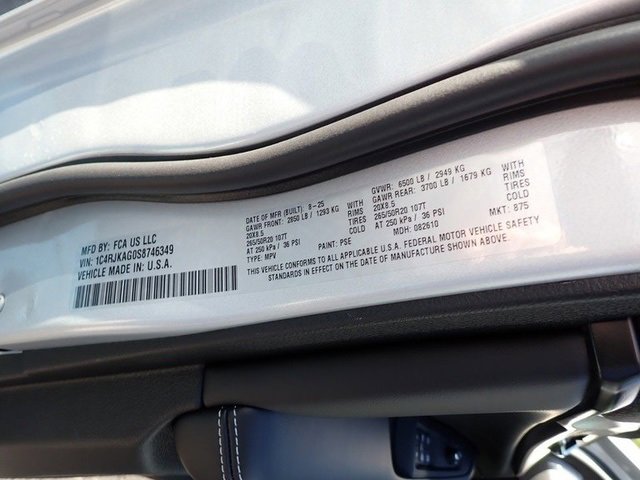 MFD BY: FCA US LLC
VIN: 1C4RJKAG0S8746349
VEHICLE MADE IN U.S.A.
DATE OF MFR (BUILT) 8-25
GAWR FRONT: 2850 LB / 1293 KG WITH
20X8.5 RIMS
265/50R20 107T TIRES
AT 250 kPa / 36 PSI COLD
TYPE: MPV
PAINT: PSE
GVWR: 6500 LB / 2949 KG
GAWR REAR: 3700 LB / 1679 KG WITH
20X8.5 RIMS
265/50R20 107T TIRES
AT 250 kPa / 36 PSI COLD
MDH: 082610
MKT: 875
THIS VEHICLE CONFORMS TO ALL APPLICABLE U.S.A. FEDERAL MOTOR VEHICLE SAFETY
STANDARDS IN EFFECT AS OF THE DATE OF MANUFACTURE SHOWN ABOVE.